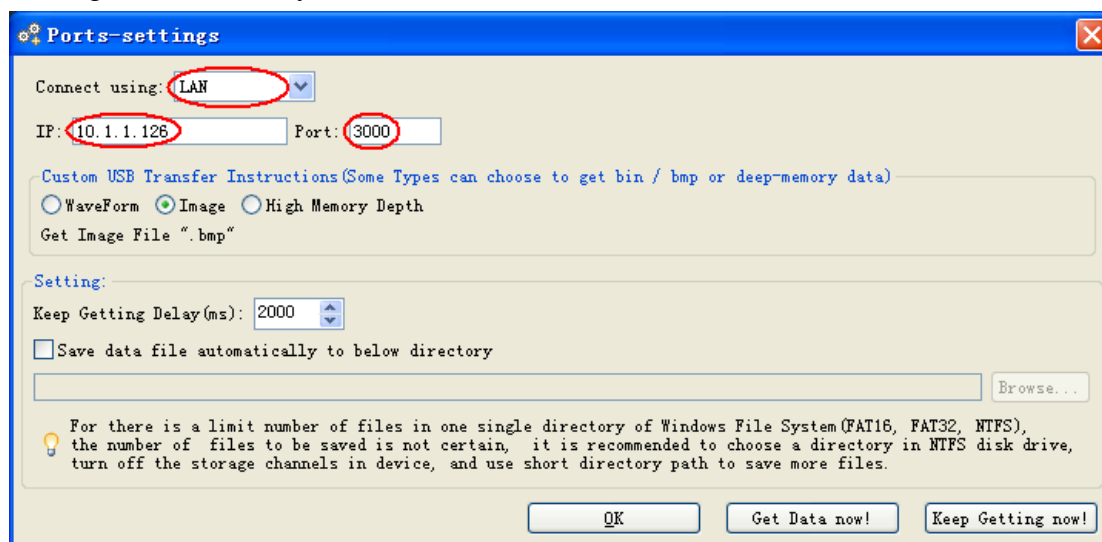 Ports-settings
Connect using: LAN
IP: 10.1.1.126 Port: 3000
Custom USB Transfer Instructions(Some Types can choose to get bin / bmp or deep-memory data)
WaveForm Image High Memory Depth
Get Image File ".bmp"
Setting:
Keep Getting Delay(ms): 2000
Save data file automatically to below directory
Browse...
For there is a limit number of files in one single directory of Windows File System(FAT16, FAT32, NTFS),
the number of files to be saved is not certain, it is recommended to choose a directory in NTFS disk drive,
turn off the storage channels in device, and use short directory path to save more files.
OK Get Data now! Keep Getting now!